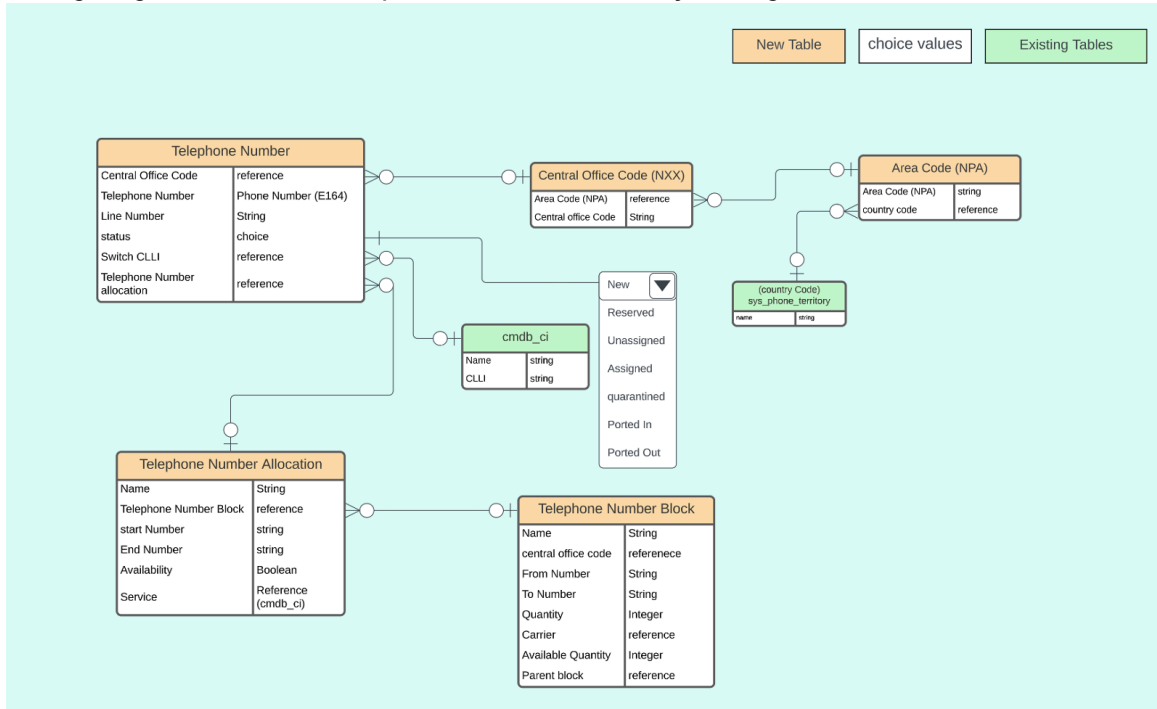 New Table
choice values
Existing Tables
Telephone Number
Central Office Code reference
Telephone Number Phone Number (E164)
Line Number String
status choice
Switch CLLI reference
Telephone Number
allocation reference
Central Office Code (NXX)
Area Code (NPA) reference
Central office Code String
Area Code (NPA)
Area Code (NPA) string
country code reference
(country Code)
sys_phone_territory
name string
New
Reserved
Unassigned
Assigned
quarantined
Ported In
Ported Out
cmdb_ci
Name string
CLLI string
Telephone Number Allocation
Name String
Telephone Number Block reference
start Number string
End Number string
Availability Boolean
Service Reference
(cmdb_ci)
Telephone Number Block
Name String
central office code referenece
From Number String
To Number String
Quantity Integer
Carrier reference
Available Quantity Integer
Parent block reference